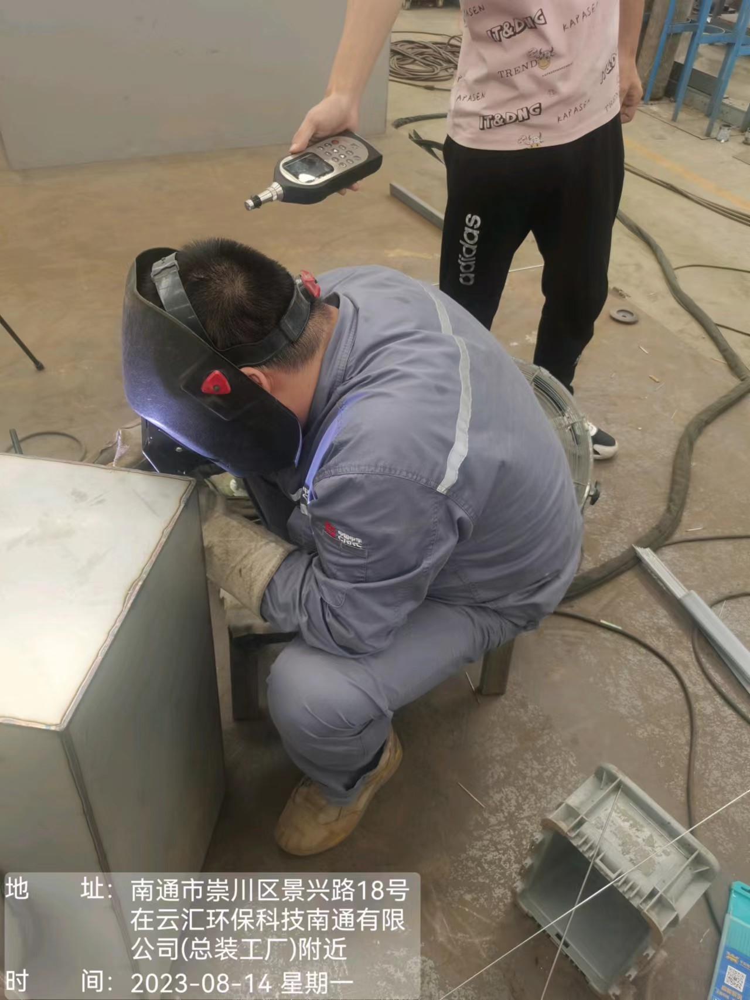 IT&DNG
KAPASEN
TREND
APASEN
IT&DNG
KAPASEN
adidas
地 址: 南通市崇川区景兴路18号
在云汇环保科技南通有限
公司(总装工厂)附近
时 间: 2023-08-14 星期一